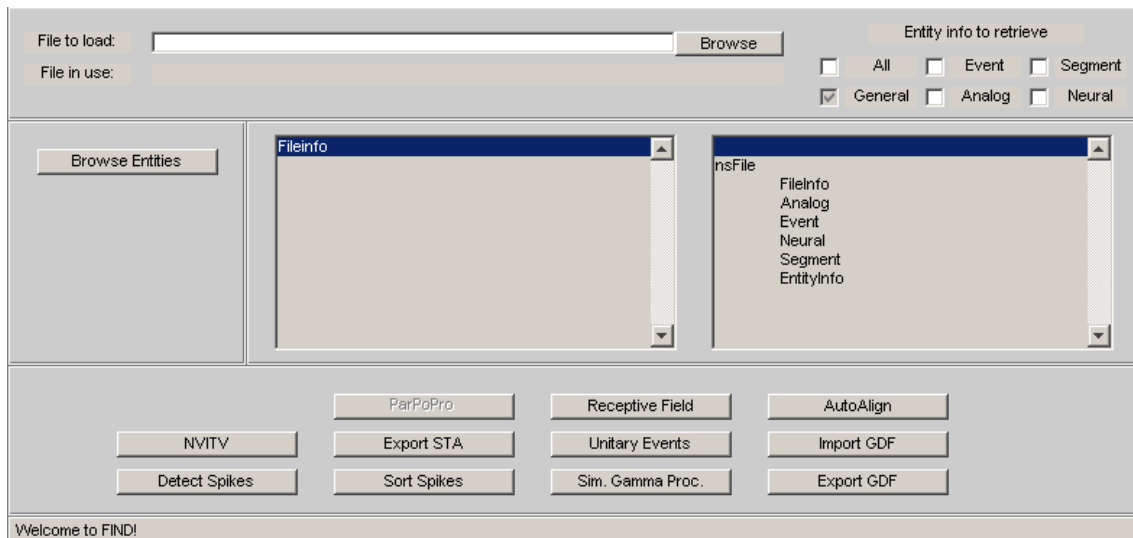 File to load:
Browse
Entity info to retrieve
File in use:
All
Event
Segment
General
Analog
Neural
Browse Entities
Fileinfo
nsFile
FileInfo
Analog
Event
Neural
Segment
EntityInfo
ParPoPro
Receptive Field
AutoAlign
NVITV
Export STA
Unitary Events
Import GDF
Detect Spikes
Sort Spikes
Sim. Gamma Proc.
Export GDF
Welcome to FIND!